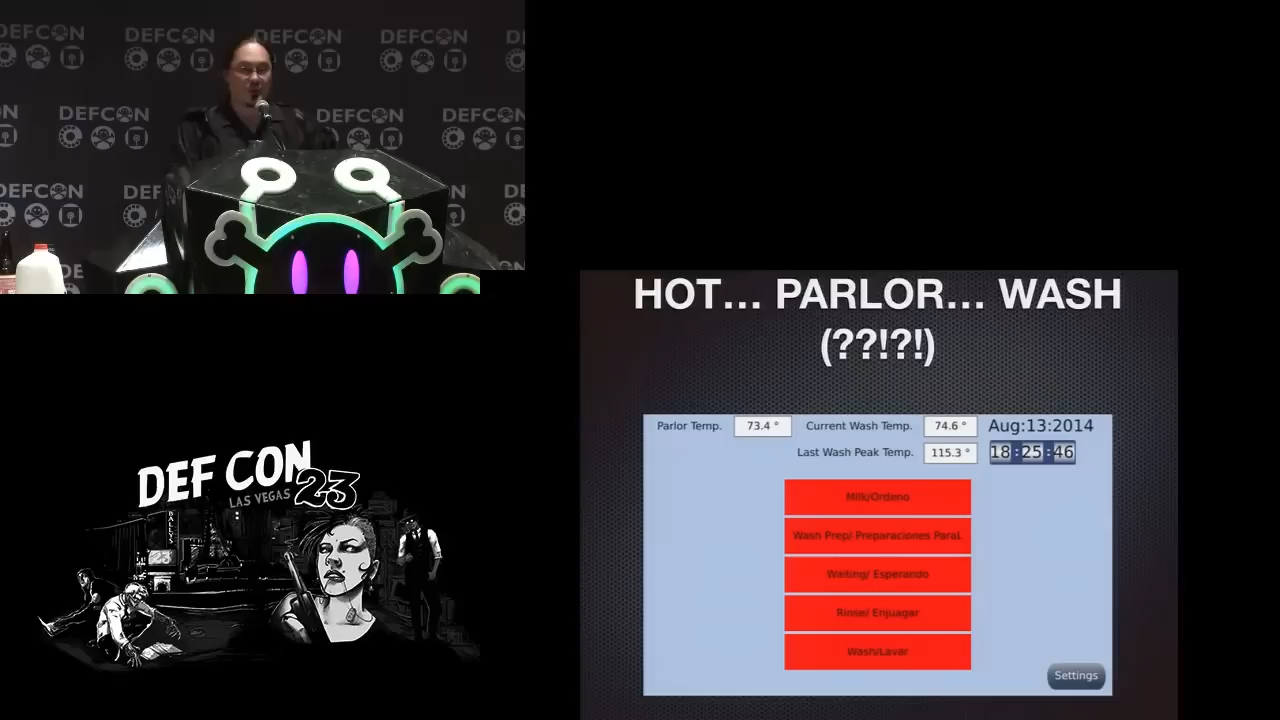 DEFCON DEFCON DEFCON DEFCON
DEFCON DEFCON DEFCON
DEFCON
HOT... PARLOR... WASH
(??!?!)
Parlor Temp. 73.4 ° Current Wash Temp. 74.6 ° Aug:13:2014
Last Wash Peak Temp. 115.3 ° 18:25:46
Milk/Ordeno
Wash Prep/ Preparaciones ParaL
Waiting/ Esperando
Rinse/ Enjuagar
Wash/Lavar
Settings
DEF CON 23
LAS VEGAS
BALLYS